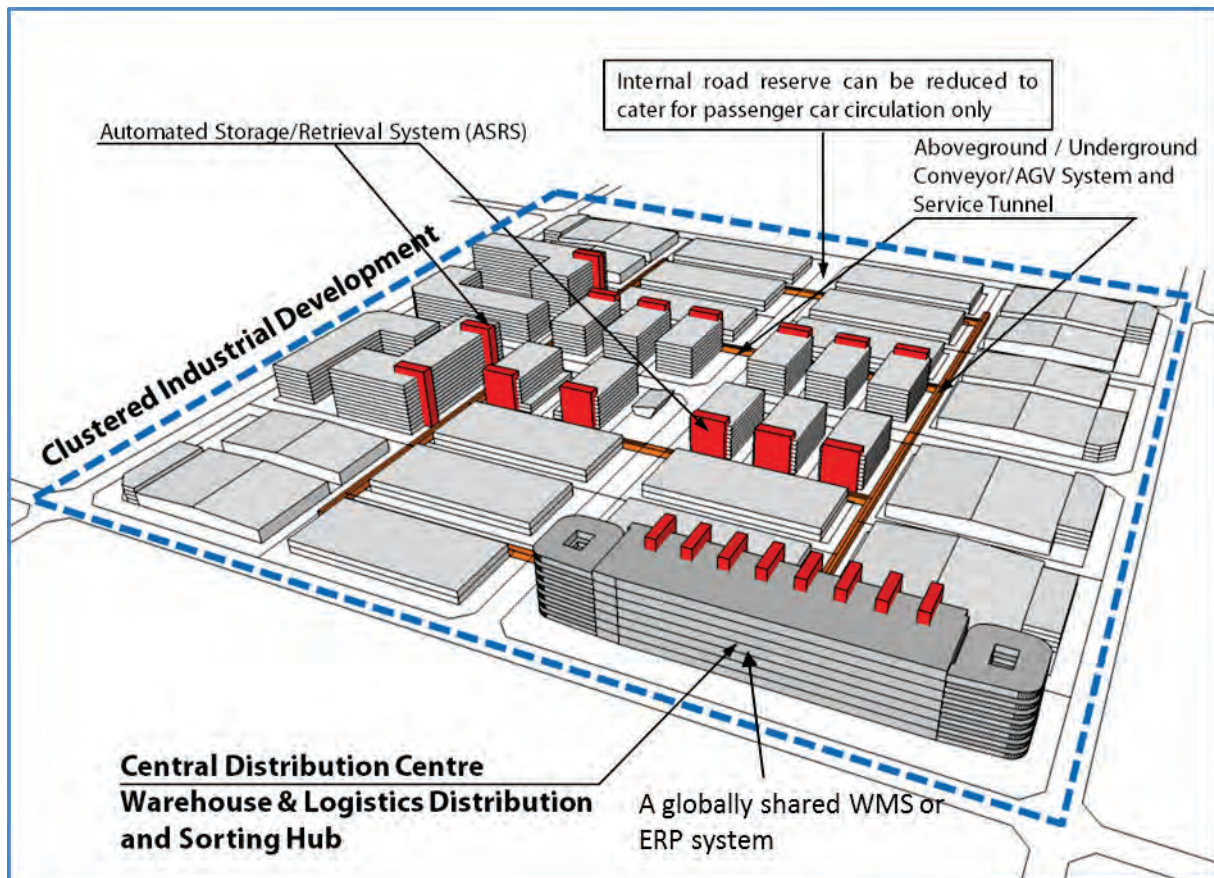 Internal road reserve can be reduced to
cater for passenger car circulation only
Automated Storage/Retrieval System (ASRS)
Aboveground / Underground
Conveyor/AGV System and
Service Tunnel
Clustered Industrial Development
Central Distribution Centre
Warehouse & Logistics Distribution
and Sorting Hub
A globally shared WMS or
ERP system